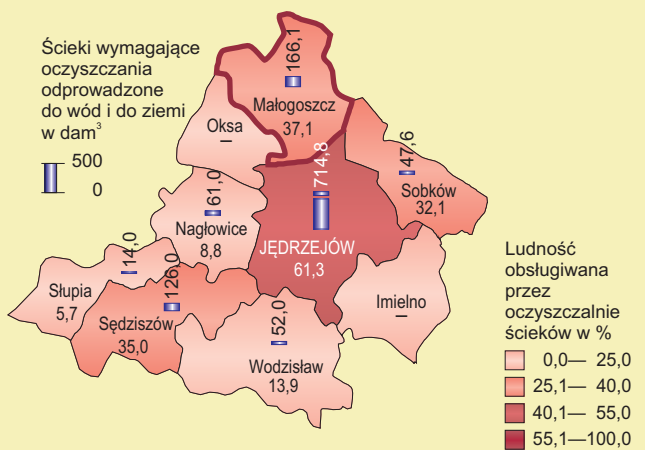 Ścieki wymagające
oczyszczania
odprowadzone
do wód i do ziemi
w dam³
500
0
166,1
Małogoszcz
37,1
Oksa
–
714,8
JĘDRZEJÓW
61,3
47,6
Sobków
32,1
61,0
Nagłowice
8,8
14,0
Słupia
5,7
126,0
Sędziszów
35,0
52,0
Wodzisław
13,9
Imielno
–
Ludność
obsługiwana
przez
oczyszczalnie
ścieków w %
0,0— 25,0
25,1— 40,0
40,1— 55,0
55,1—100,0